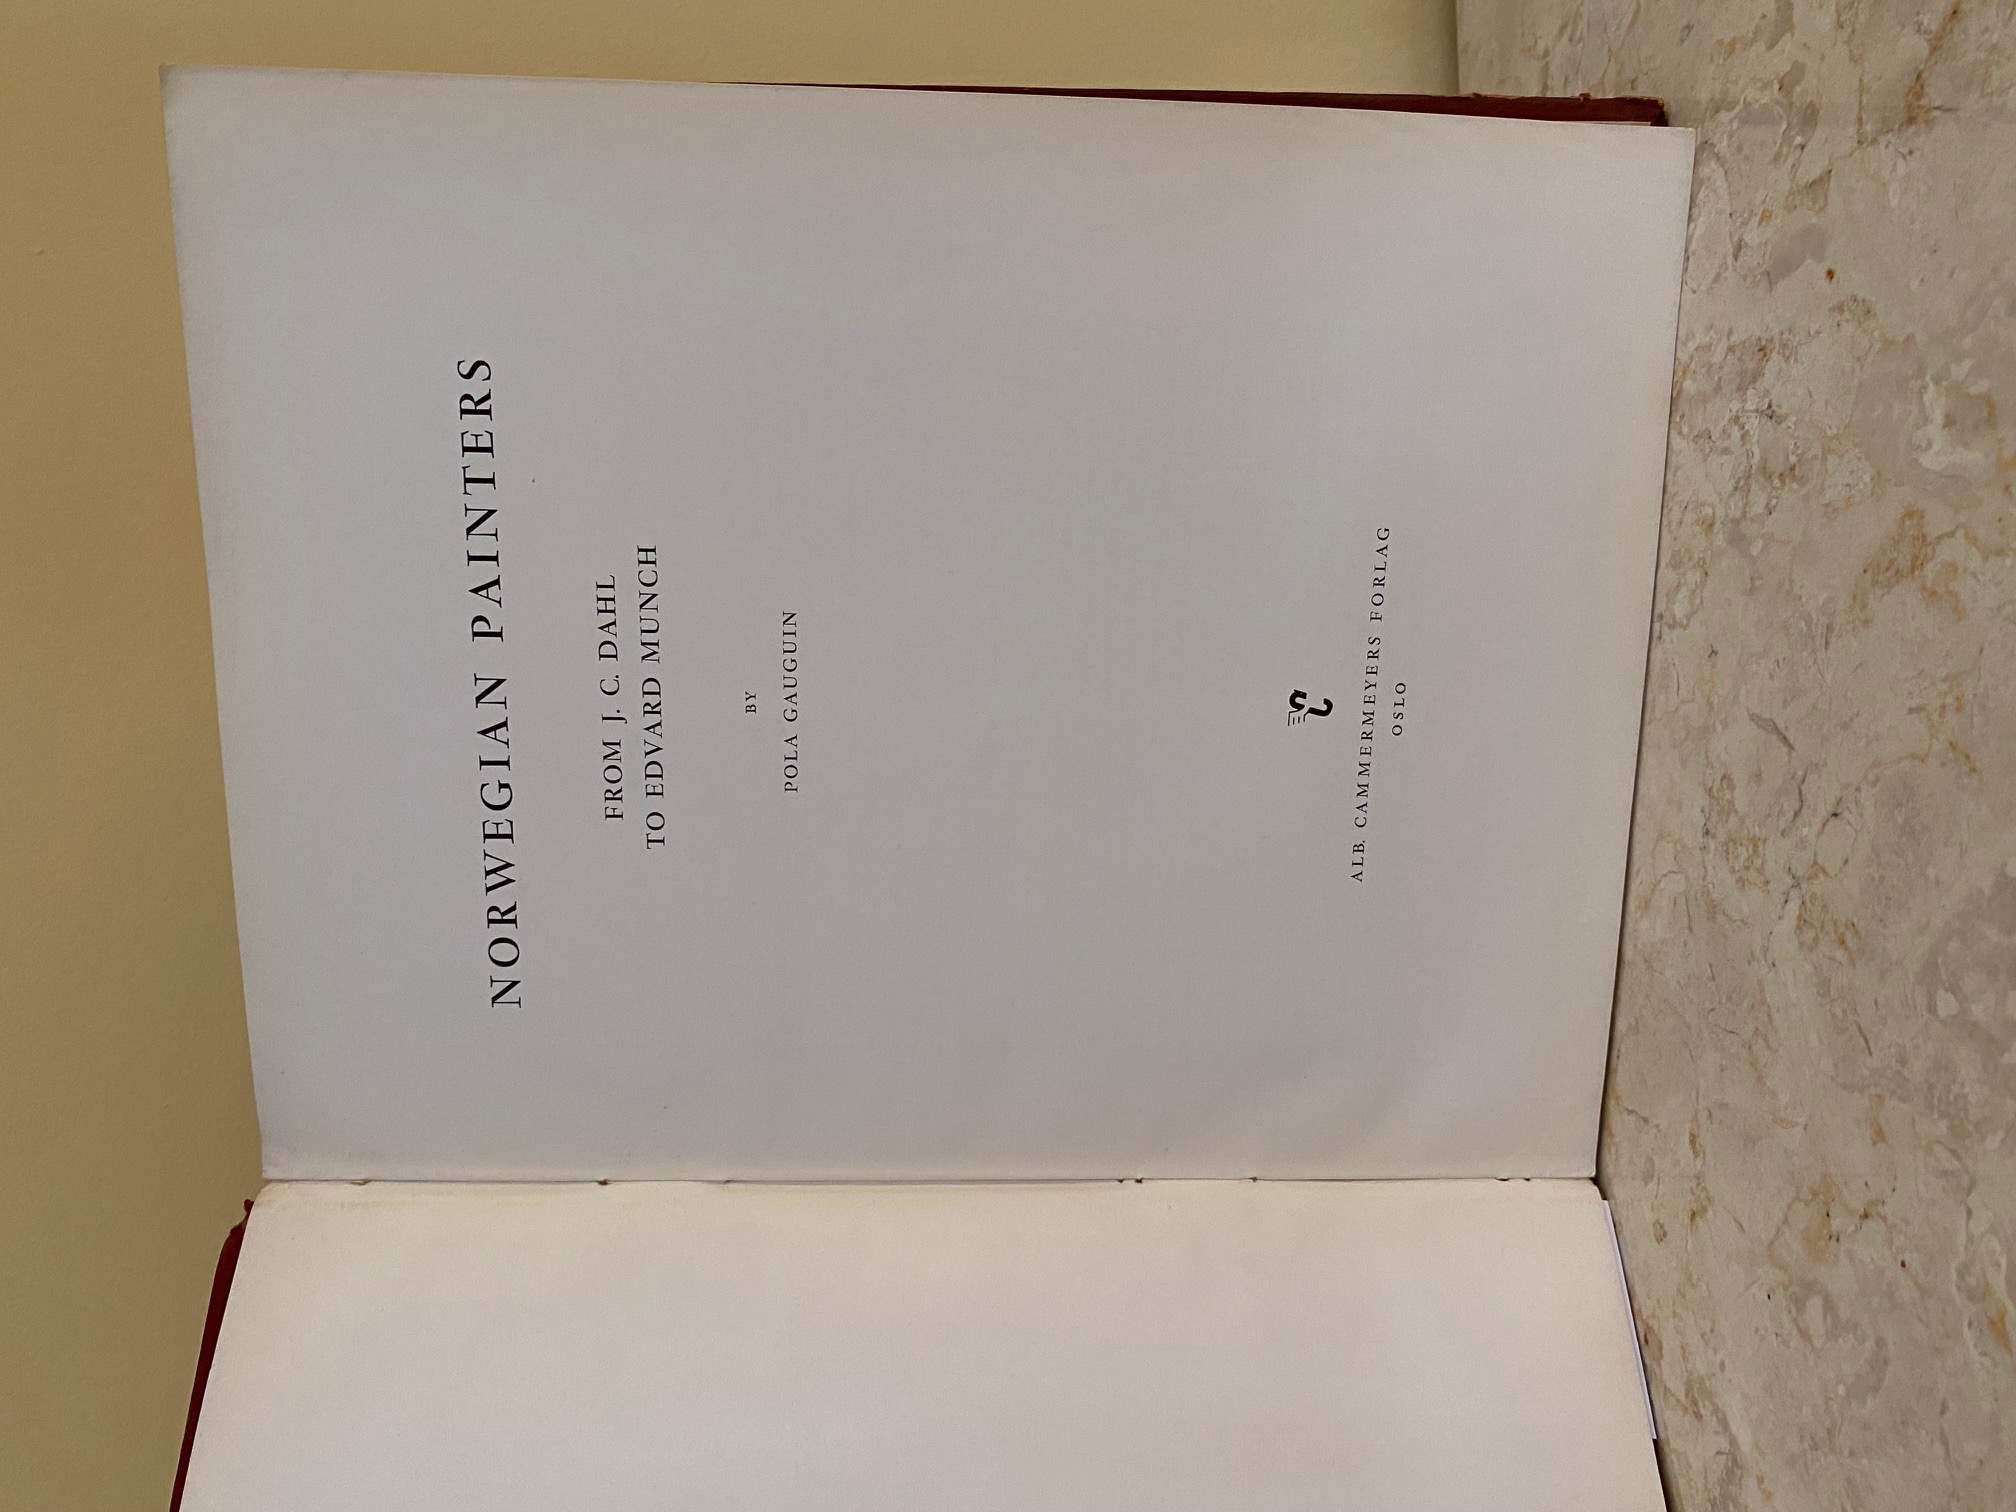 NORWEGIAN PAINTERS
FROM J. C. DAHL
TO EDVARD MUNCH
BY
POLA GAUGUIN
ALB. CAMMERMEYERS FORLAG
OSLO